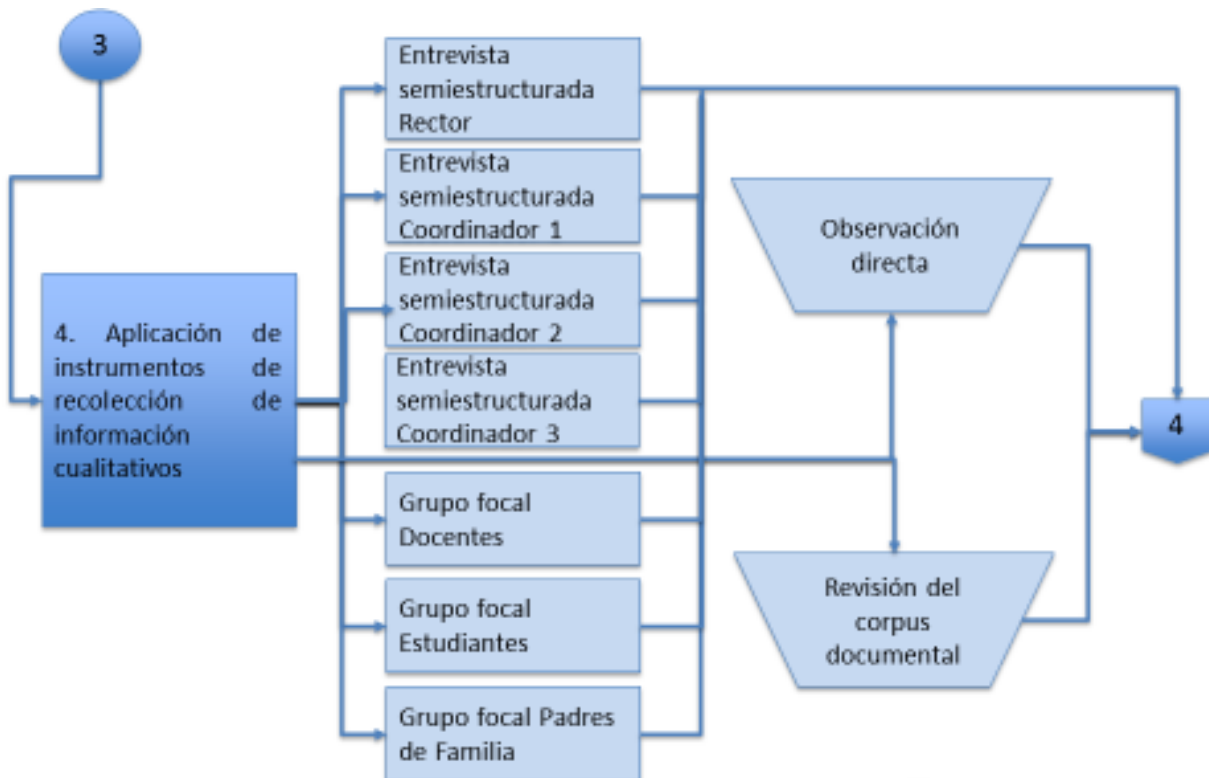 3
4. Aplicación de
instrumentos de
recolección de
información
cualitativos
Entrevista
semiestructurada
Rector
Entrevista
semiestructurada
Coordinador 1
Entrevista
semiestructurada
Coordinador 2
Entrevista
semiestructurada
Coordinador 3
Grupo focal
Docentes
Grupo focal
Estudiantes
Grupo focal Padres
de Familia
Observación
directa
Revisión del
corpus
documental
4